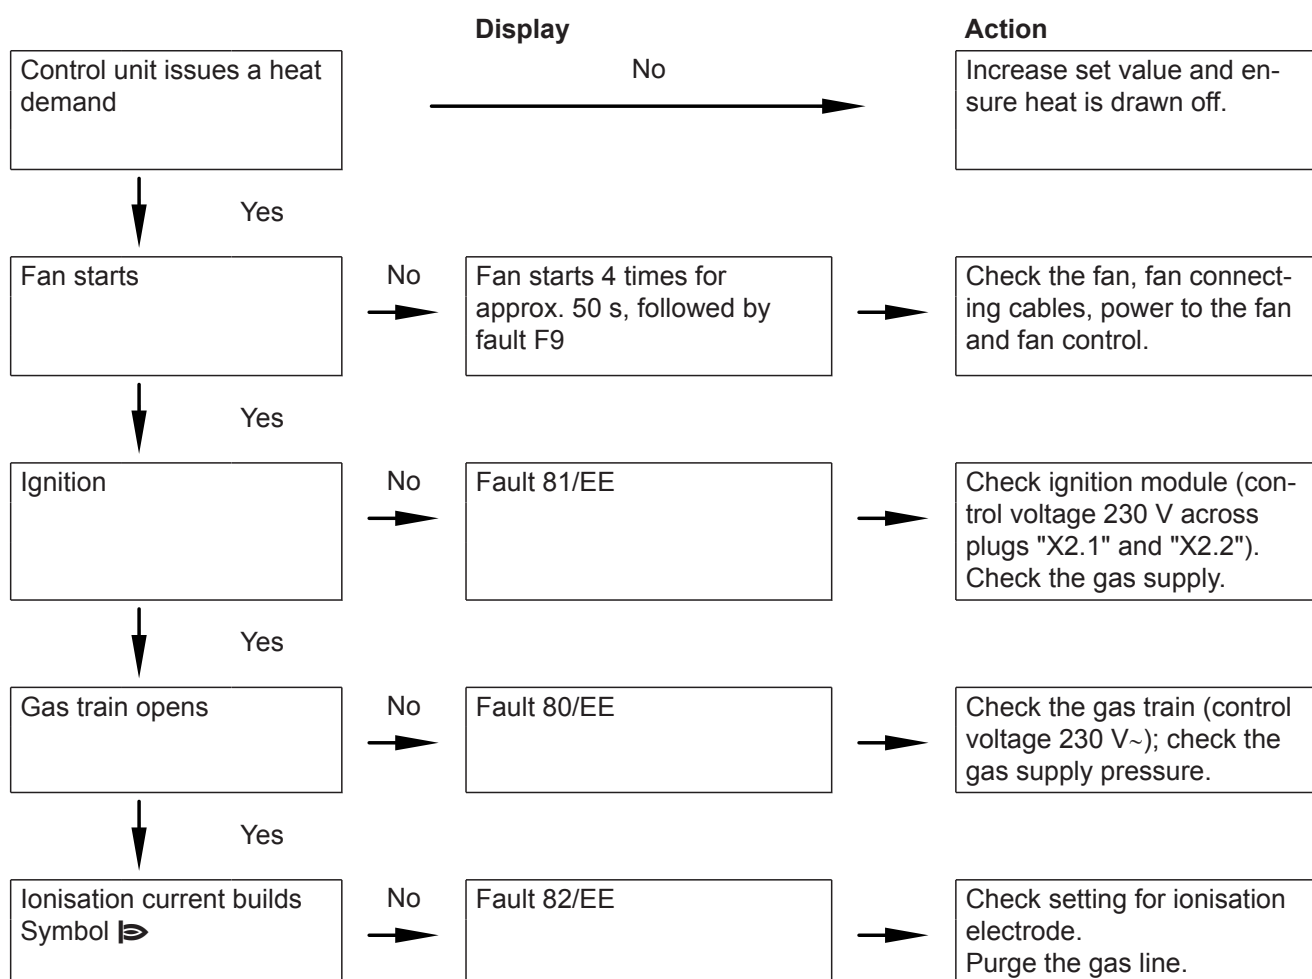 Display
Action
Control unit issues a heat
demand
No
Increase set value and en-
sure heat is drawn off.
Yes
Fan starts
No
Fan starts 4 times for
approx. 50 s, followed by
fault F9
Check the fan, fan connect-
ing cables, power to the fan
and fan control.
Yes
Ignition
No
Fault 81/EE
Check ignition module (con-
trol voltage 230 V across
plugs "X2.1" and "X2.2").
Check the gas supply.
Yes
Gas train opens
No
Fault 80/EE
Check the gas train (control
voltage 230 V~); check the
gas supply pressure.
Yes
Ionisation current builds
Symbol
No
Fault 82/EE
Check setting for ionisation
electrode.
Purge the gas line.